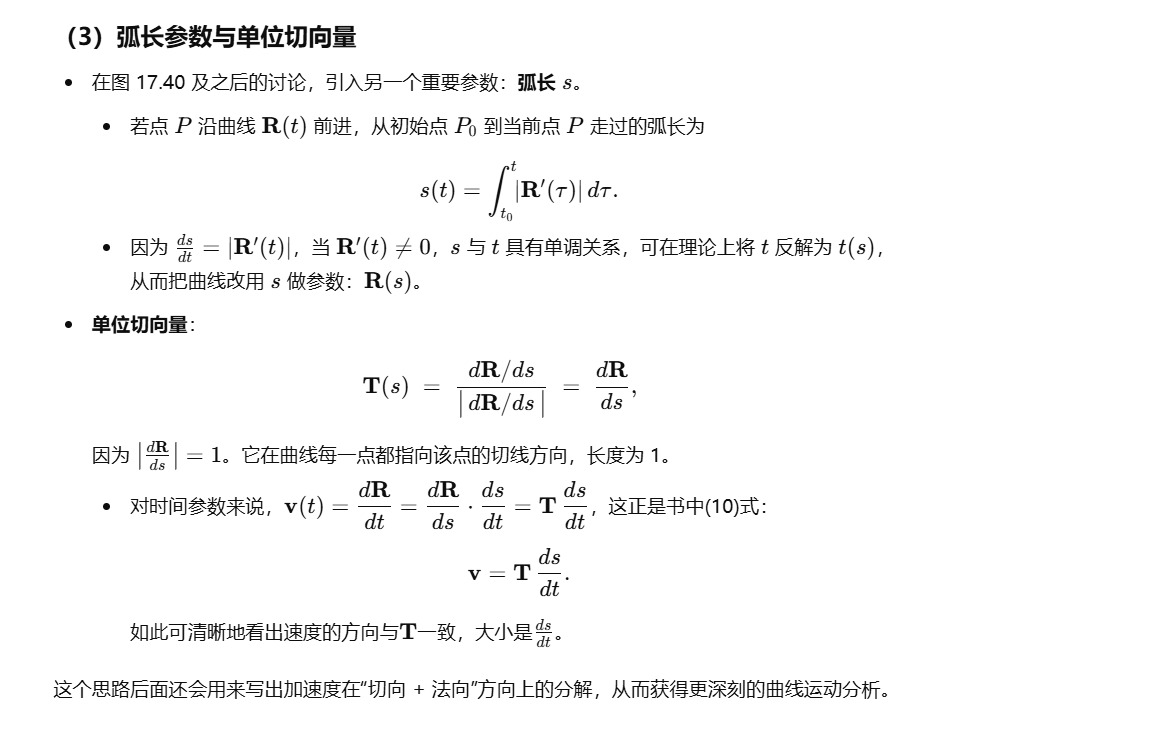 （3）弧长参数与单位切向量
• 在图 17.40 及之后的讨论，引入另一个重要参数：弧长 s。
• 若点 P 沿曲线 R(t) 前进，从初始点 P₀ 到当前点 P 走过的弧长为
s(t) = ∫_{t₀}^{t} |R′(τ)| dτ.
• 因为 ds/dt = |R′(t)|，当 R′(t) ≠ 0，s 与 t 具有单调关系，可在理论上将 t 反解为 t(s)，
从而把曲线改用 s 做参数：R(s)。
• 单位切向量：
T(s) = (dR/ds) / |dR/ds| = dR/ds,
因为 |dR/ds| = 1。它在曲线每一点都指向该点的切线方向，长度为 1。
• 对时间参数来说，v(t) = dR/dt = dR/ds · ds/dt = T ds/dt，这正是书中(10)式：
v = T ds/dt.
如此可清晰地看出速度的方向与T一致，大小是 ds/dt。
这个思路后面还会用来写出加速度在“切向 + 法向”方向上的分解，从而获得更深刻的曲线运动分析。